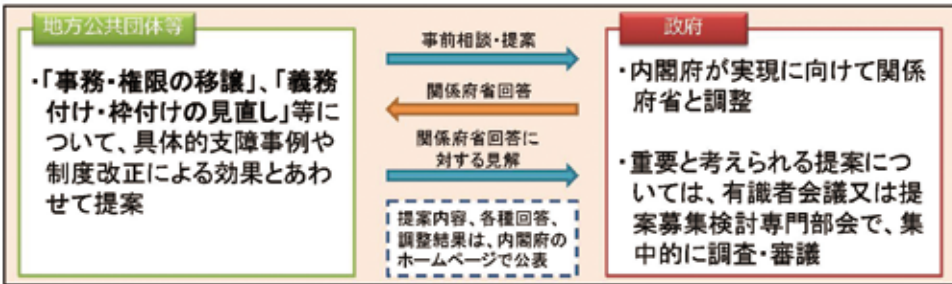 地方公共団体等
・「事務・権限の移譲」、「義務
付け・枠付けの見直し」等に
ついて、具体的支障事例や
制度改正による効果とあわ
せて提案
事前相談・提案
関係府省回答
関係府省回答に
対する見解
提案内容、各種回答、
調整結果は、内閣府の
ホームページで公表
政府
・内閣府が実現に向けて関係
府省と調整
・重要と考えられる提案につ
いては、有識者会議又は提
案募集検討専門部会で、集
中的に調査・審議